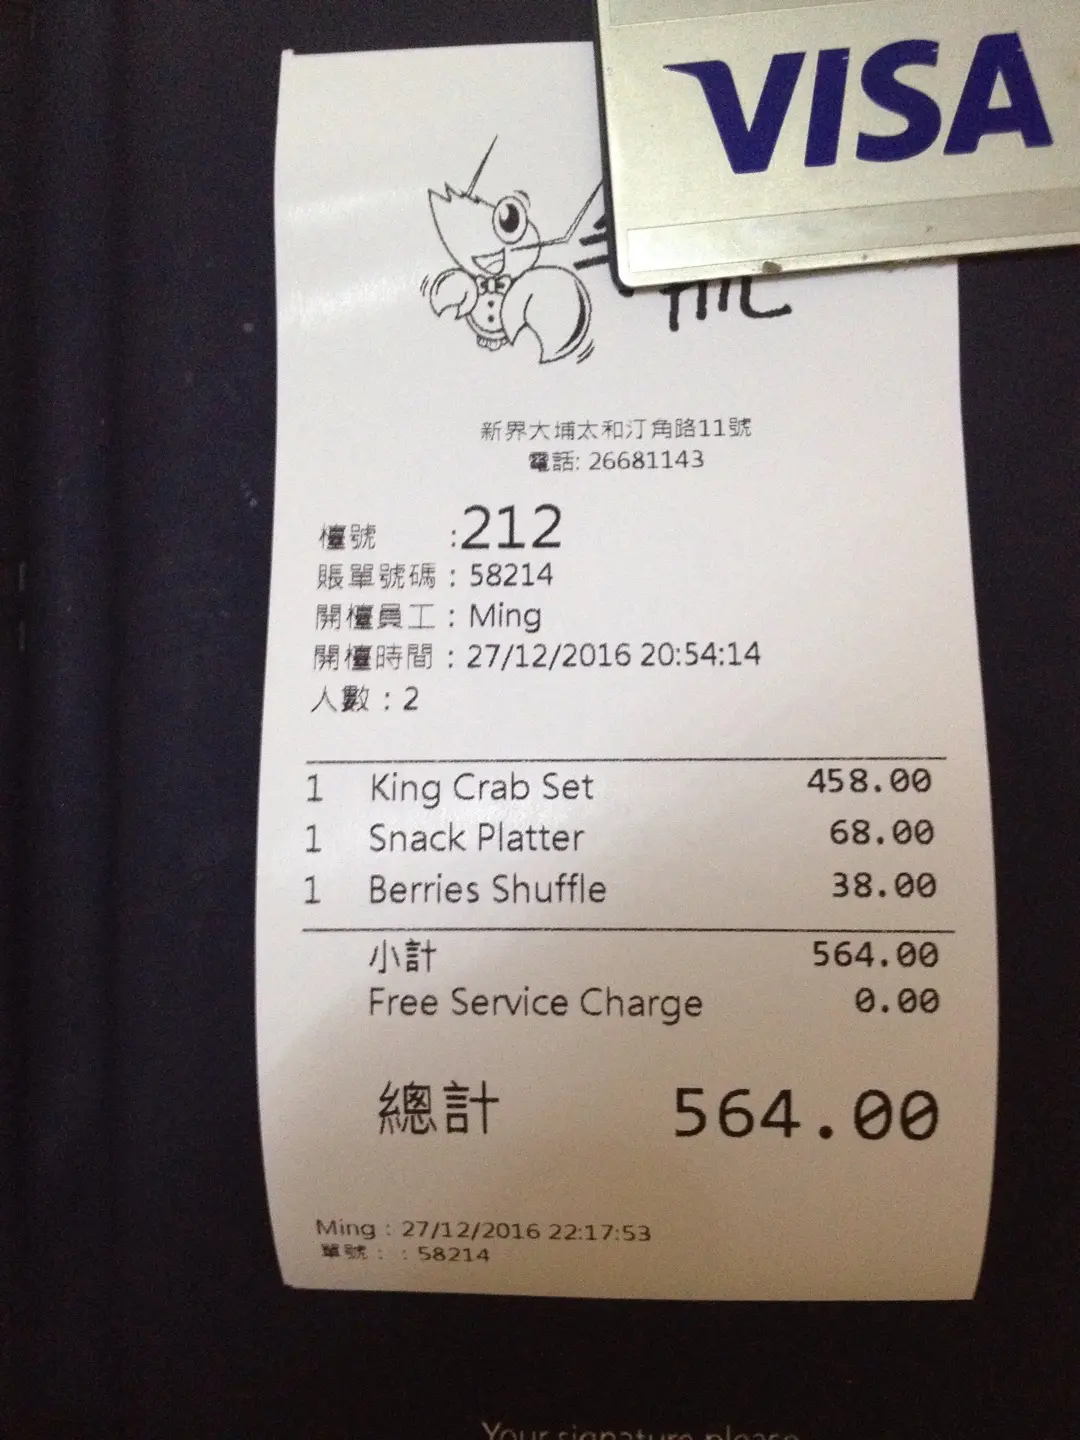 VISA
新界大埔太和汀角路11號
電話: 26681143
檯號 :212
賬單號碼 : 58214
開檯員工 : Ming
開檯時間 : 27/12/2016 20:54:14
人數 : 2
1 King Crab Set 458.00
1 Snack Platter 68.00
1 Berries Shuffle 38.00
小計 564.00
Free Service Charge 0.00
總計 564.00
Ming : 27/12/2016 22:17:53
單號 : : 58214
Your signature please